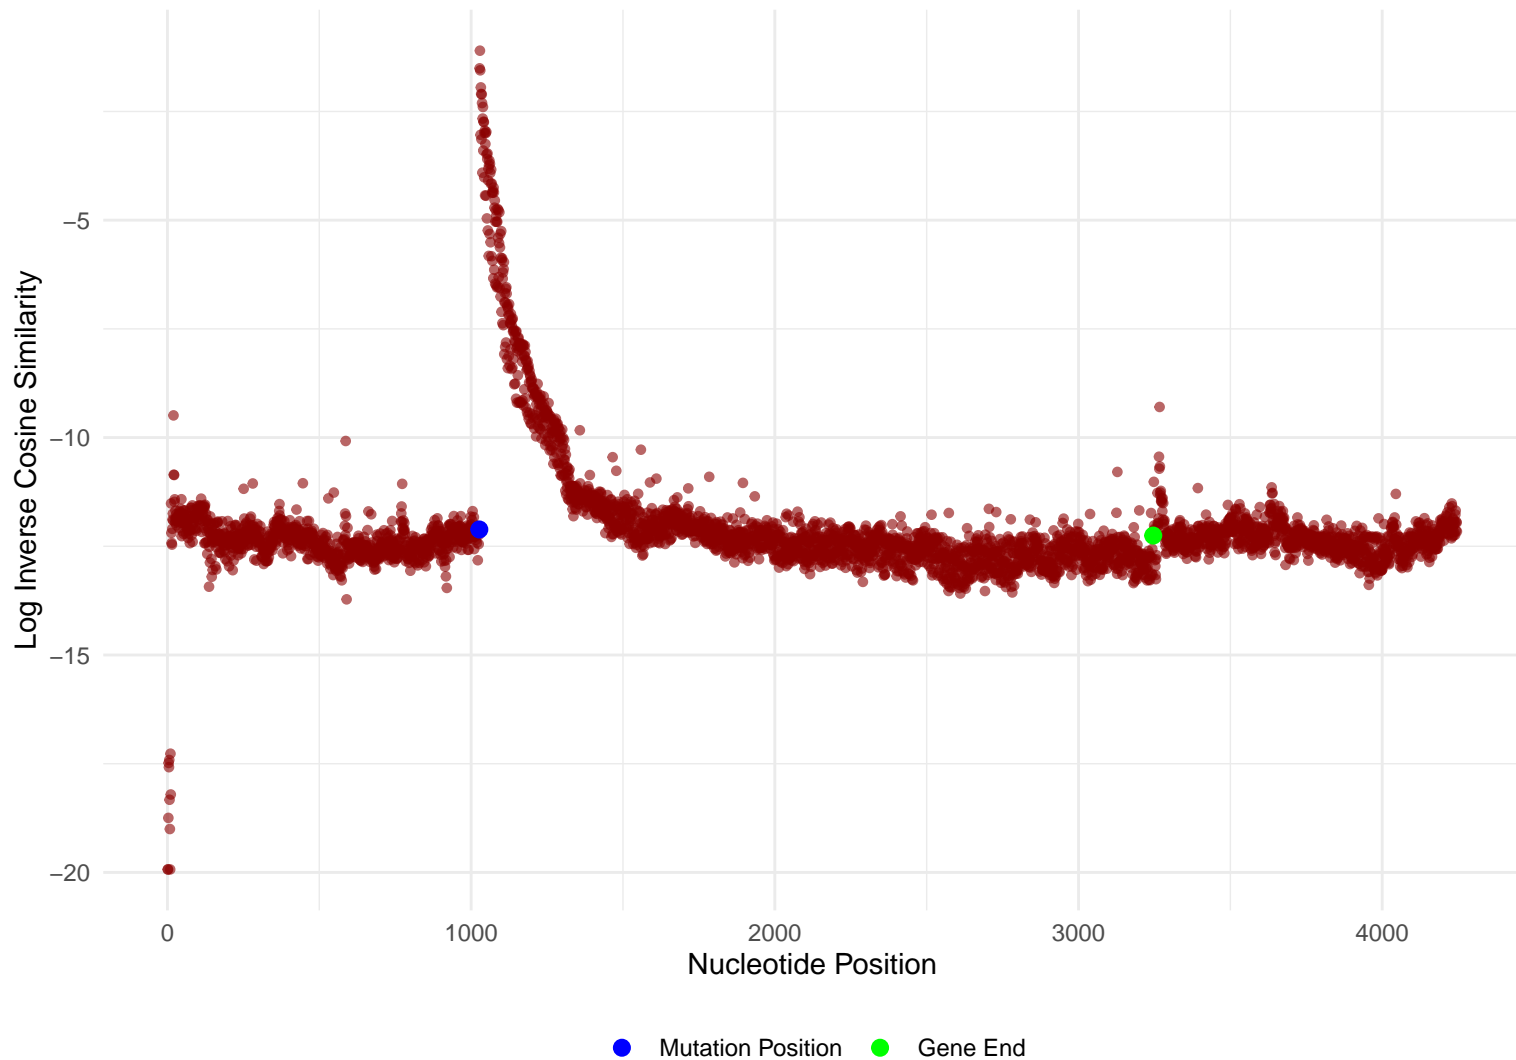 Log Inverse Cosine Similarity
−5
−10
−15
−20
0 1000 2000 3000 4000
Nucleotide Position
Mutation Position Gene End